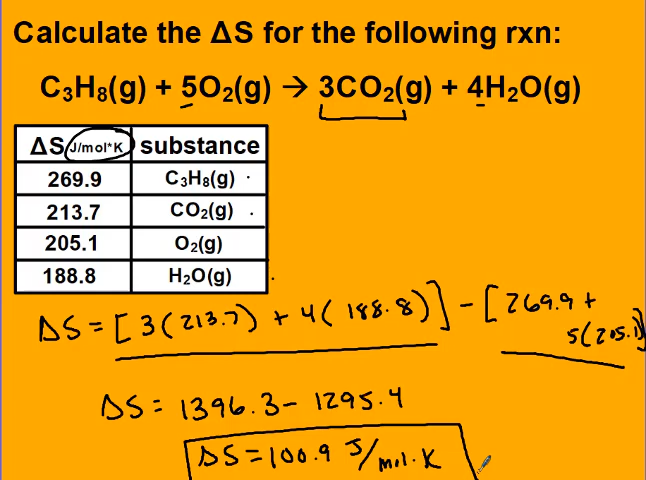 Calculate the ΔS for the following rxn:
C₃H₈(g) + 5O₂(g) → 3CO₂(g) + 4H₂O(g)
ΔS J/mol*K substance
269.9 C₃H₈(g)
213.7 CO₂(g)
205.1 O₂(g)
188.8 H₂O(g)
ΔS = [3(213.7) + 4(188.8)] - [269.9 +
5(205.1)]
ΔS = 1396.3 - 1295.4
ΔS = 100.9 J/mol·K